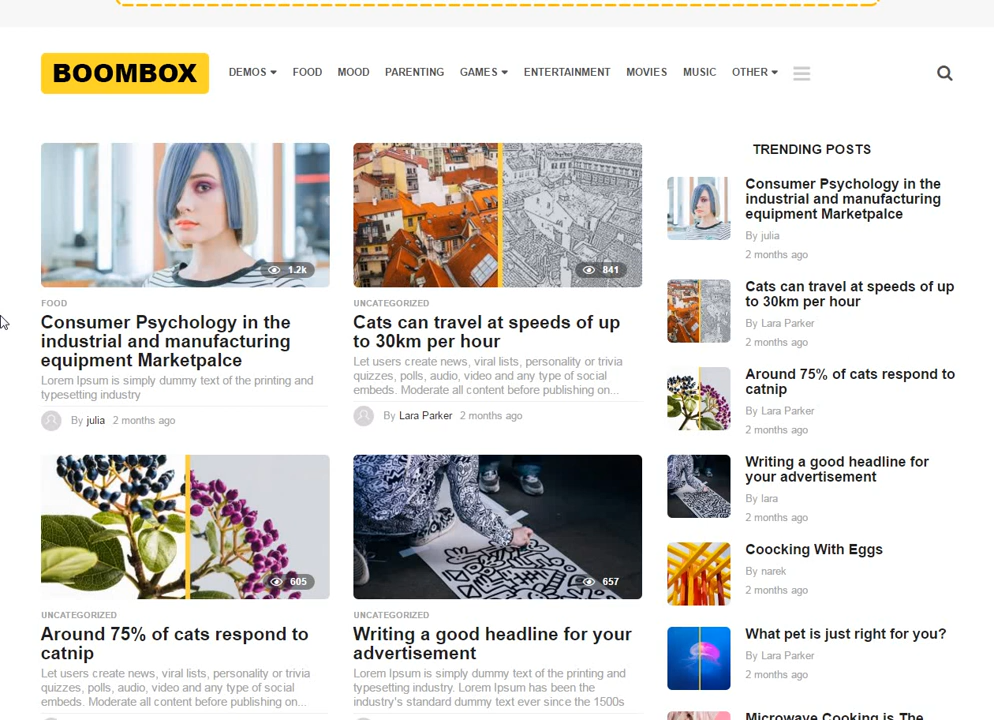 BOOMBOX
DEMOS FOOD MOOD PARENTING GAMES ENTERTAINMENT MOVIES MUSIC OTHER
1.2k
FOOD
Consumer Psychology in the
industrial and manufacturing
equipment Marketpalce
Lorem Ipsum is simply dummy text of the printing and
typesetting industry
By julia 2 months ago
841
UNCATEGORIZED
Cats can travel at speeds of up
to 30km per hour
Let users create news, viral lists, personality or trivia
quizzes, polls, audio, video and any type of social
embeds. Moderate all content before publishing on...
By Lara Parker 2 months ago
605
UNCATEGORIZED
Around 75% of cats respond to
catnip
Let users create news, viral lists, personality or trivia
quizzes, polls, audio, video and any type of social
embeds. Moderate all content before publishing on...
657
UNCATEGORIZED
Writing a good headline for your
advertisement
Lorem Ipsum is simply dummy text of the printing and
typesetting industry. Lorem Ipsum has been the
industry's standard dummy text ever since the 1500s
TRENDING POSTS
Consumer Psychology in the
industrial and manufacturing
equipment Marketpalce
By julia
2 months ago
Cats can travel at speeds of up
to 30km per hour
By Lara Parker
2 months ago
Around 75% of cats respond to
catnip
By Lara Parker
2 months ago
Writing a good headline for
your advertisement
By lara
2 months ago
Coocking With Eggs
By narek
2 months ago
What pet is just right for you?
By Lara Parker
2 months ago
Microwave Cooking is The